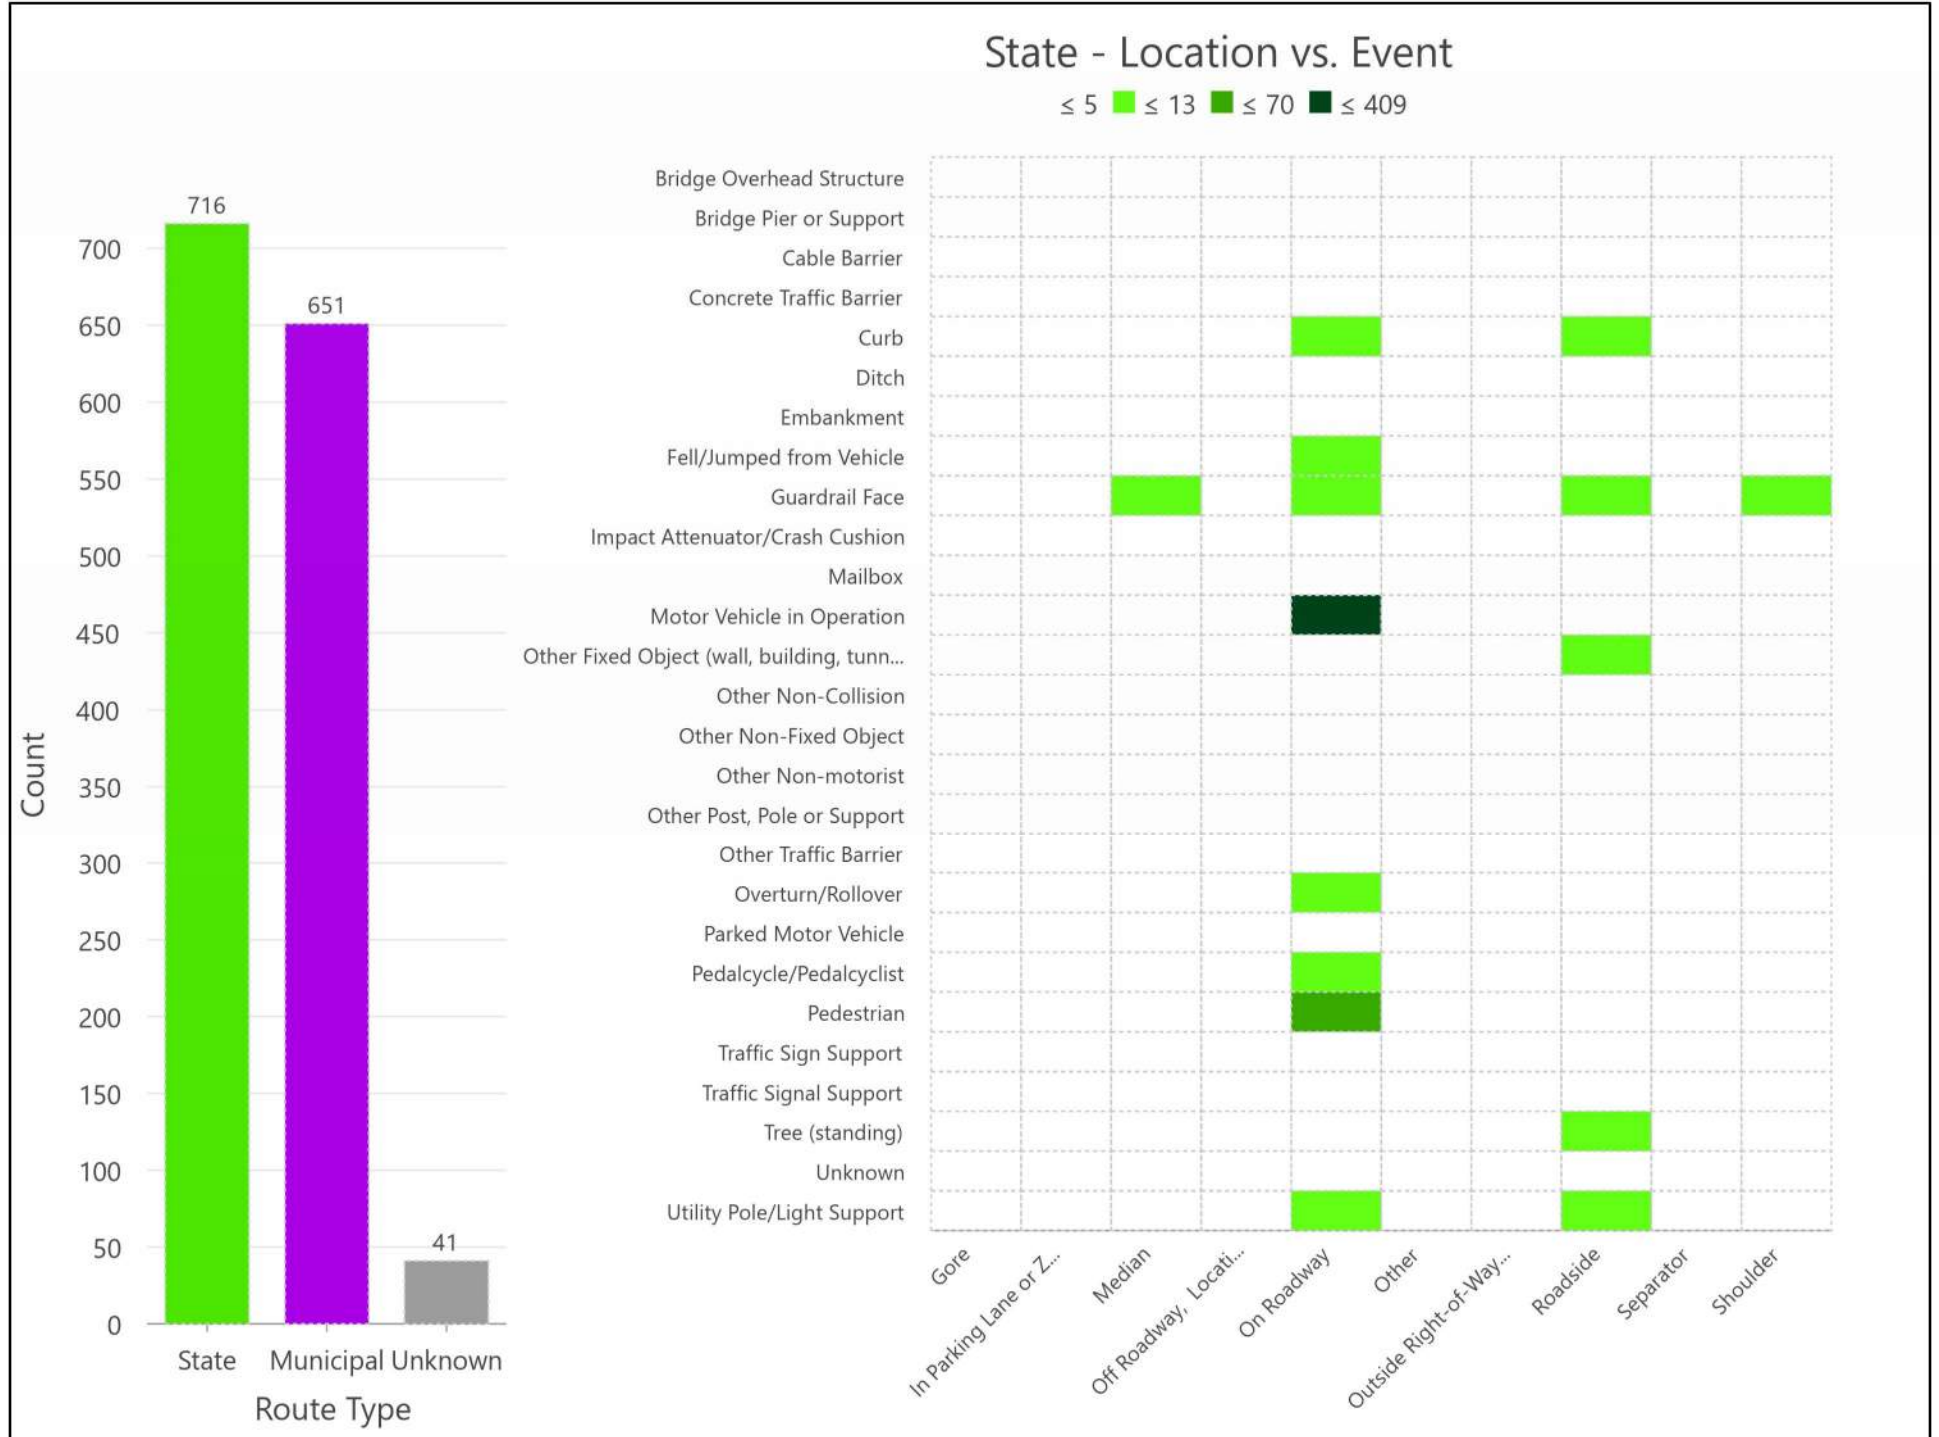 State - Location vs. Event
≤ 5 ≤ 13 ≤ 70 ≤ 409
716
651
41
700
650
600
550
500
450
400
350
300
250
200
150
100
50
0
Count
State Municipal Unknown
Route Type
Bridge Overhead Structure
Bridge Pier or Support
Cable Barrier
Concrete Traffic Barrier
Curb
Ditch
Embankment
Fell/Jumped from Vehicle
Guardrail Face
Impact Attenuator/Crash Cushion
Mailbox
Motor Vehicle in Operation
Other Fixed Object (wall, building, tunn...
Other Non-Collision
Other Non-Fixed Object
Other Non-motorist
Other Post, Pole or Support
Other Traffic Barrier
Overturn/Rollover
Parked Motor Vehicle
Pedalcycle/Pedalcyclist
Pedestrian
Traffic Sign Support
Traffic Signal Support
Tree (standing)
Unknown
Utility Pole/Light Support
Gore
In Parking Lane or Z...
Median
Off Roadway, Locati...
On Roadway
Other
Outside Right-of-Way...
Roadside
Separator
Shoulder